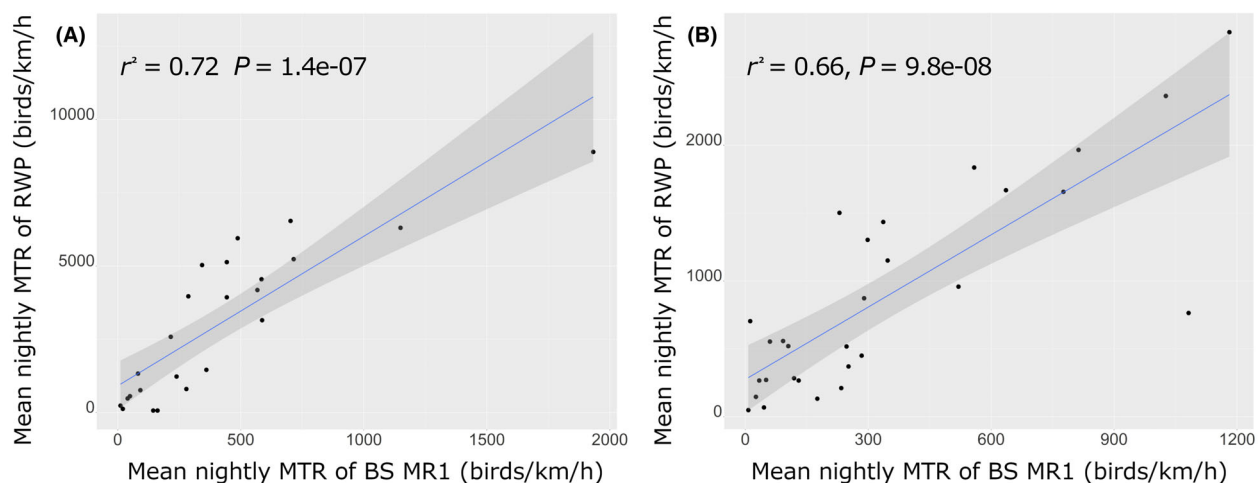 (A)
r² = 0.72 P = 1.4e-07
Mean nightly MTR of RWP (birds/km/h)
10000
5000
0
0 500 1000 1500 2000
Mean nightly MTR of BS MR1 (birds/km/h)
(B)
r² = 0.66, P = 9.8e-08
Mean nightly MTR of RWP (birds/km/h)
2000
1000
0
0 300 600 900 1200
Mean nightly MTR of BS MR1 (birds/km/h)